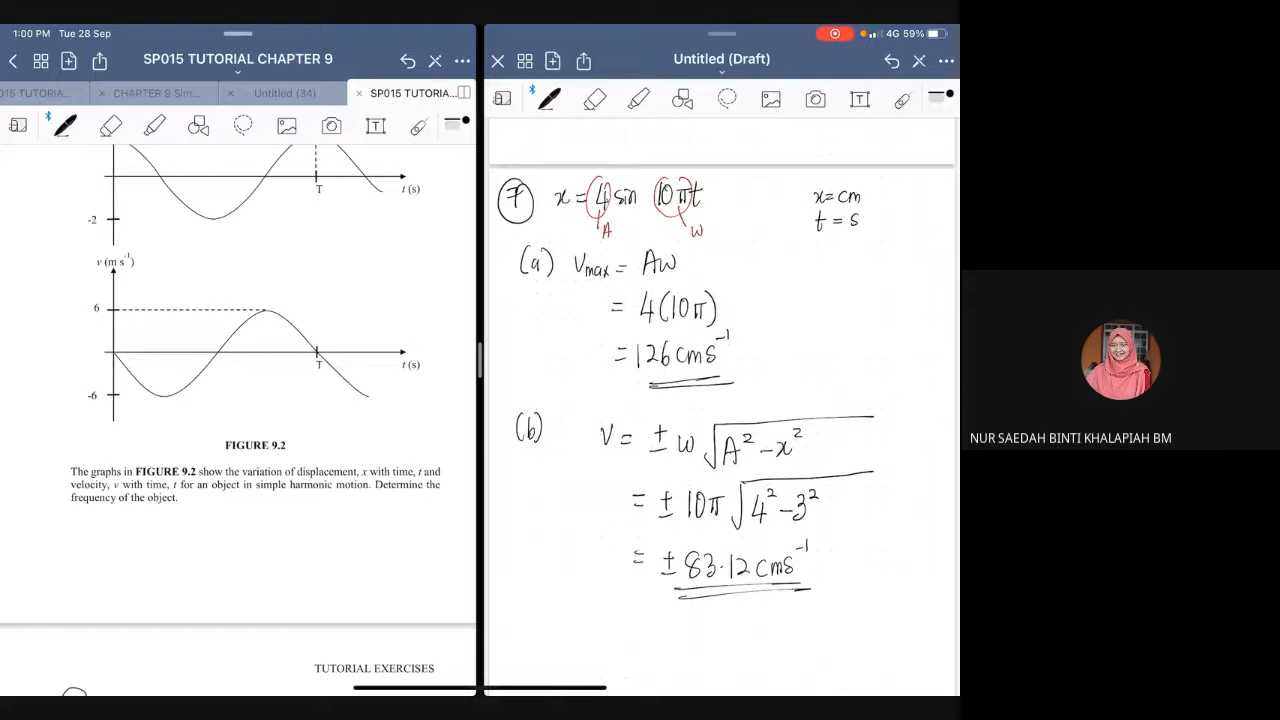 1:00 PM Tue 28 Sep
SP015 TUTORIAL CHAPTER 9
015 TUTORIA... × CHAPTER 9 Sim... × Untitled (34) × SP015 TUTORIA...
T
t (s)
-2
v (m s⁻¹)
6
T
t (s)
-6
FIGURE 9.2
The graphs in FIGURE 9.2 show the variation of displacement, x with time, t and
velocity, v with time, t for an object in simple harmonic motion. Determine the
frequency of the object.
TUTORIAL EXERCISES
4G 59%
Untitled (Draft)
7 x = 4 sin 10πt
A w
x = cm
t = s
(a) Vmax = Aw
= 4(10π)
= 126 cms⁻¹
(b) V = ± w √A² - x²
= ± 10π √4² - 3²
= ± 83.12 cms⁻¹
NUR SAEDAH BINTI KHALAPIAH BM